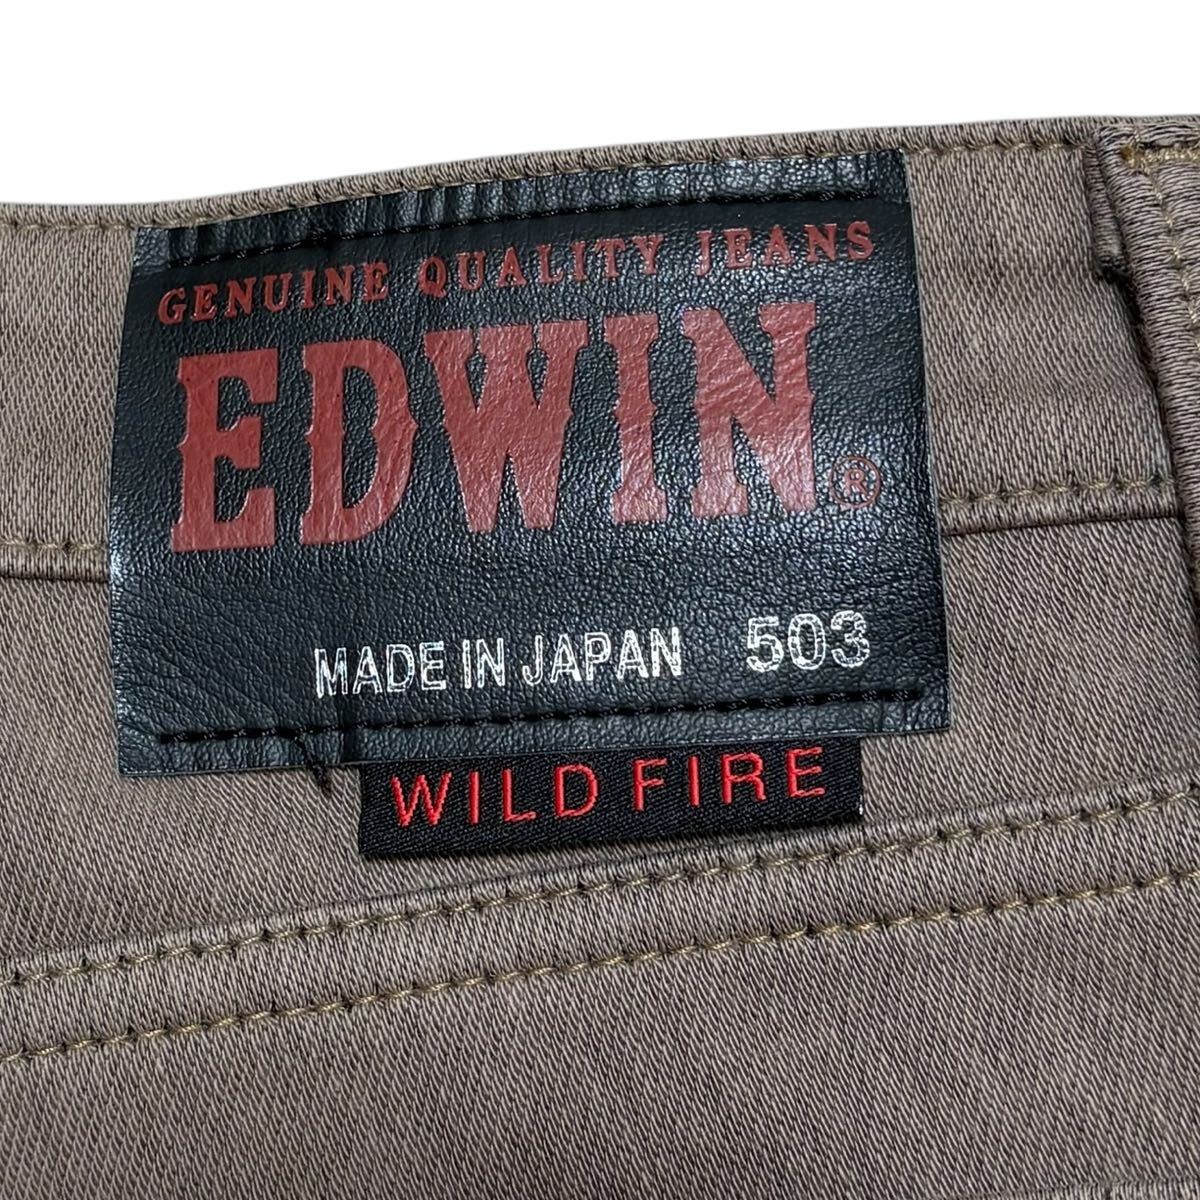 GENUINE QUALITY JEANS
EDWIN®
MADE IN JAPAN 503
WILD FIRE